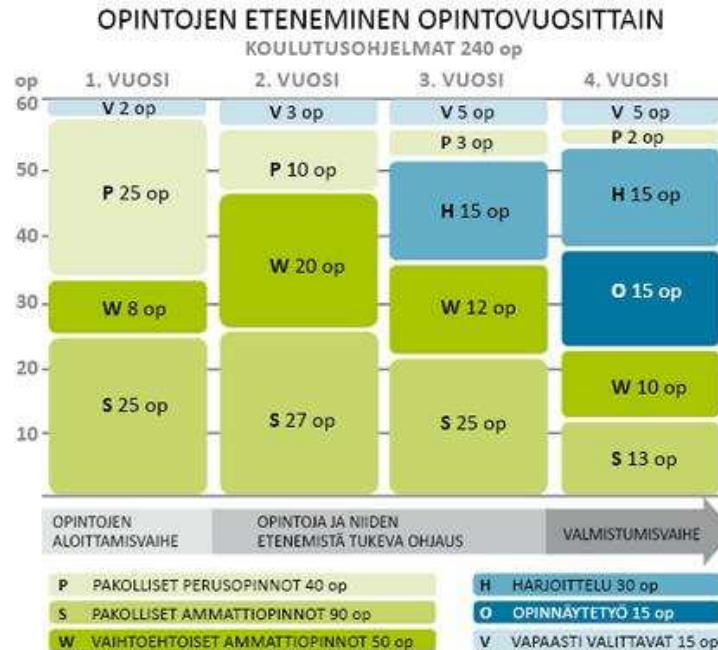 OPINTOJEN ETENEMINEN OPINTOVUOSITTAIN
KOULUTUSOHJELMAT 240 op
op 1. VUOSI 2. VUOSI 3. VUOSI 4. VUOSI
60
50
40
30
20
10
V 2 op
P 25 op
W 8 op
S 25 op
V 3 op
P 10 op
W 20 op
S 27 op
V 5 op
P 3 op
H 15 op
W 12 op
S 25 op
V 5 op
P 2 op
H 15 op
O 15 op
W 10 op
S 13 op
OPINTOJEN
ALOITTAMISVAIHE
OPINTOJA JA NIIDEN
ETENEMISTÄ TUKEVA OHJAUS
VALMISTUMISVAIHE
P PAKOLLISET PERUSOPINNOT 40 op
S PAKOLLISET AMMATTIOPINNOT 90 op
W VAIHTOEHTOISET AMMATTIOPINNOT 50 op
H HARJOITTELU 30 op
O OPINNÄYTETYÖ 15 op
V VAPAASTI VALITTAVAT 15 op